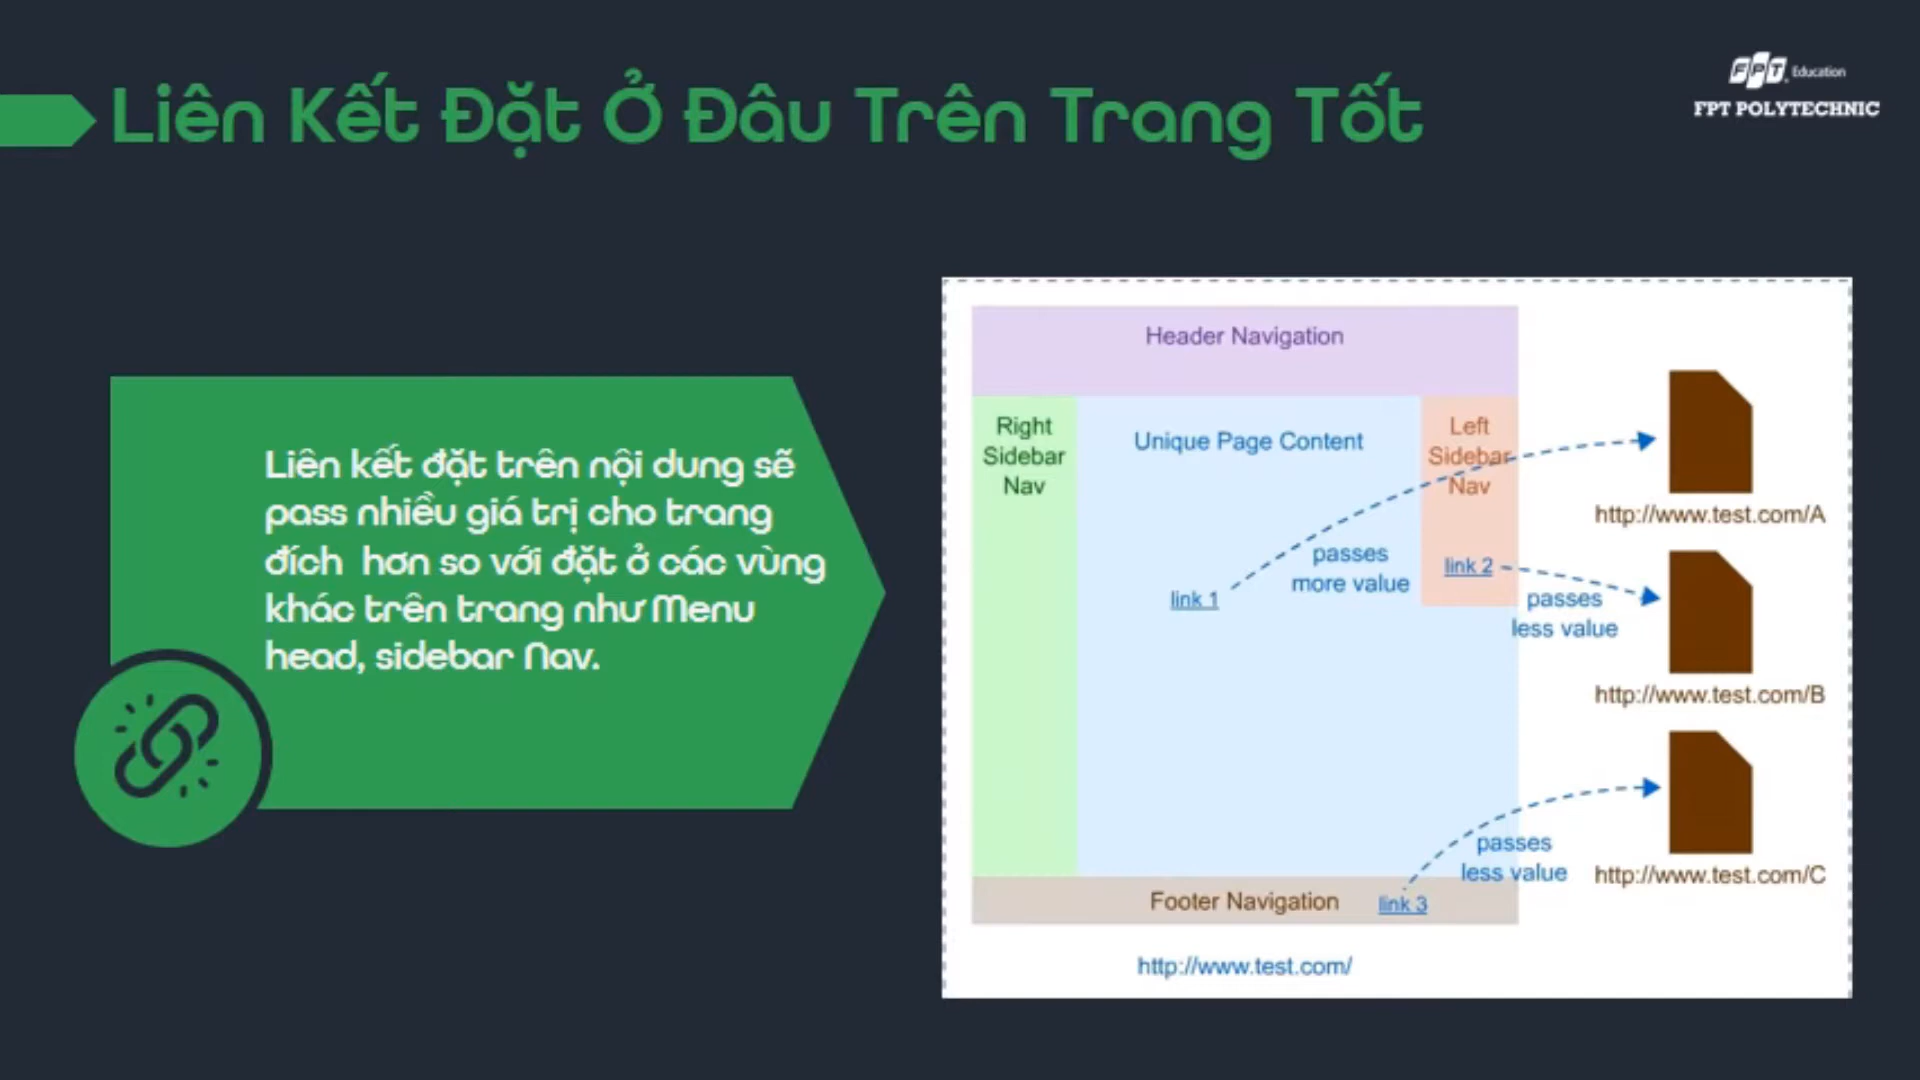 Liên Kết Đặt Ở Đâu Trên Trang Tốt
FPT Education
FPT POLYTECHNIC
Liên kết đặt trên nội dung sẽ
pass nhiều giá trị cho trang
đích hơn so với đặt ở các vùng
khác trên trang như Menu
head, sidebar Nav.
Header Navigation
Right
Sidebar
Nav
Unique Page Content
Left
Sidebar
Nav
link 1
passes
more value
link 2
passes
less value
http://www.test.com/A
http://www.test.com/B
passes
less value
http://www.test.com/C
Footer Navigation
link 3
http://www.test.com/